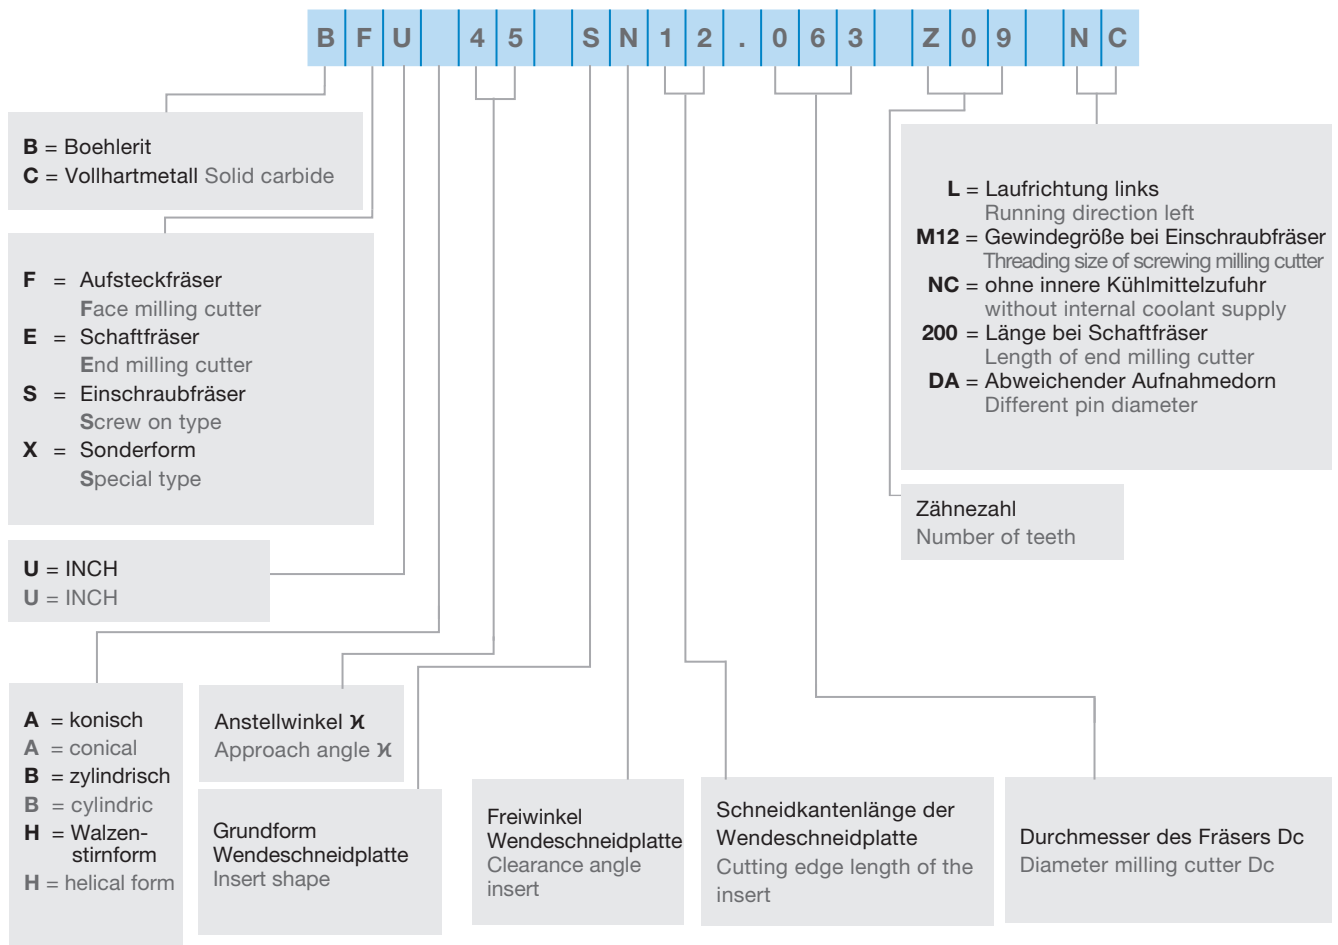 B F U 4 5 S N 1 2 . 0 6 3 Z 0 9 N C
B = Boehlerit
C = Vollhartmetall Solid carbide
F = Aufsteckfräser
Face milling cutter
E = Schaftfräser
End milling cutter
S = Einschraubfräser
Screw on type
X = Sonderform
Special type
U = INCH
U = INCH
A = konisch
A = conical
B = zylindrisch
B = cylindric
H = Walzen-
stirnform
H = helical form
Anstellwinkel ϰ
Approach angle ϰ
Grundform
Wendeschneidplatte
Insert shape
Freiwinkel
Wendeschneidplatte
Clearance angle
insert
Schneidkantenlänge der
Wendeschneidplatte
Cutting edge length of the
insert
Durchmesser des Fräsers Dc
Diameter milling cutter Dc
Zähnezahl
Number of teeth
L = Laufrichtung links
Running direction left
M12 = Gewindegröße bei Einschraubfräser
Threading size of screwing milling cutter
NC = ohne innere Kühlmittelzufuhr
without internal coolant supply
200 = Länge bei Schaftfräser
Length of end milling cutter
DA = Abweichender Aufnahmedorn
Different pin diameter